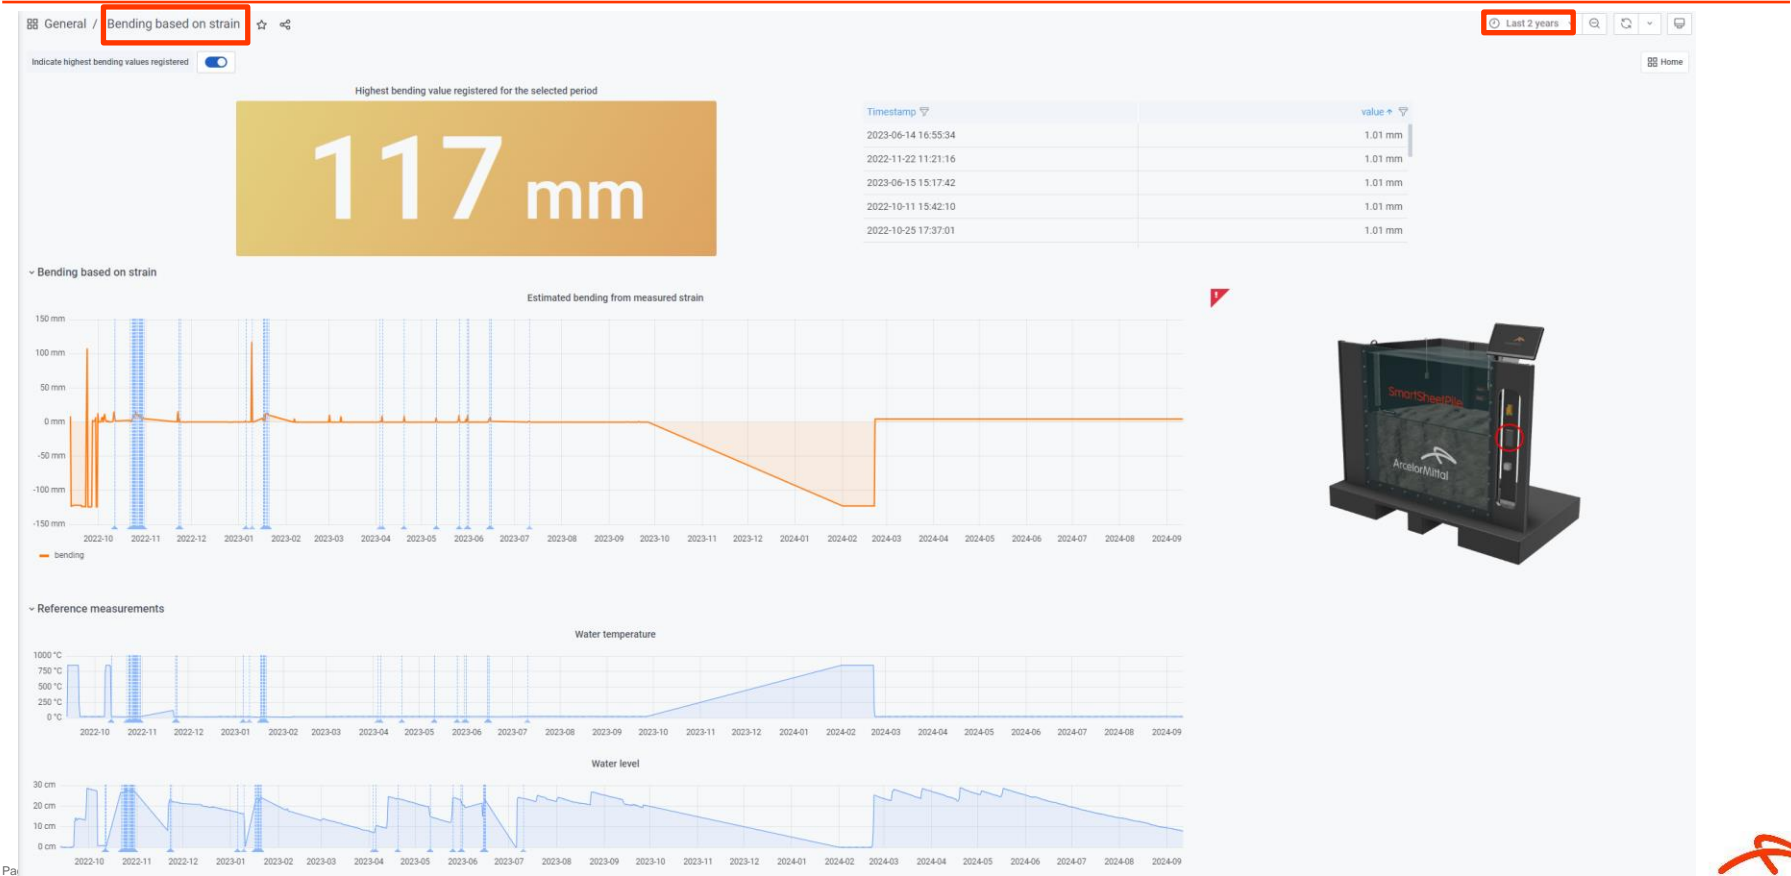 General / Bending based on strain
Last 2 years
Indicate highest bending values registered
Home
Highest bending value registered for the selected period
117 mm
Timestamp value
2023-06-14 16:55:34 1.01 mm
2022-11-22 11:21:16 1.01 mm
2023-06-15 15:17:42 1.01 mm
2022-10-11 15:42:10 1.01 mm
2022-10-25 17:37:01 1.01 mm
Bending based on strain
Estimated bending from measured strain
150 mm
100 mm
50 mm
0 mm
-50 mm
-100 mm
-150 mm
2022-10 2022-11 2022-12 2023-01 2023-02 2023-03 2023-04 2023-05 2023-06 2023-07 2023-08 2023-09 2023-10 2023-11 2023-12 2024-01 2024-02 2024-03 2024-04 2024-05 2024-06 2024-07 2024-08 2024-09
bending
SmartSheetPile
ArcelorMittal
Reference measurements
Water temperature
1000 °C
750 °C
500 °C
250 °C
0 °C
2022-10 2022-11 2022-12 2023-01 2023-02 2023-03 2023-04 2023-05 2023-06 2023-07 2023-08 2023-09 2023-10 2023-11 2023-12 2024-01 2024-02 2024-03 2024-04 2024-05 2024-06 2024-07 2024-08 2024-09
Water level
30 cm
20 cm
10 cm
0 cm
2022-10 2022-11 2022-12 2023-01 2023-02 2023-03 2023-04 2023-05 2023-06 2023-07 2023-08 2023-09 2023-10 2023-11 2023-12 2024-01 2024-02 2024-03 2024-04 2024-05 2024-06 2024-07 2024-08 2024-09